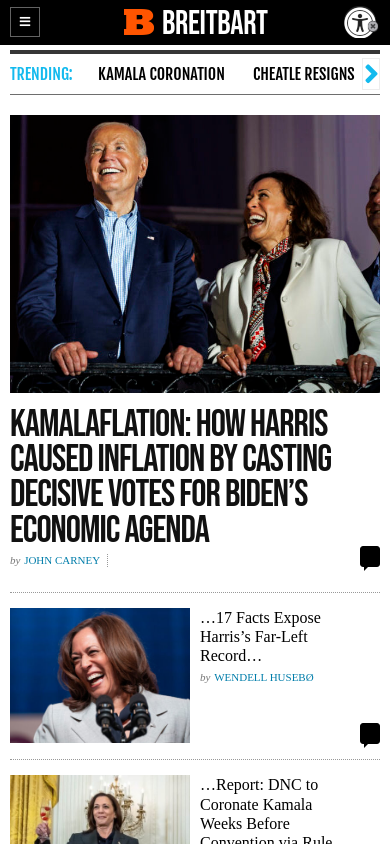 BREITBART
TRENDING: KAMALA CORONATION CHEATLE RESIGNS
KAMALAFLATION: HOW HARRIS
CAUSED INFLATION BY CASTING
DECISIVE VOTES FOR BIDEN’S
ECONOMIC AGENDA
by JOHN CARNEY
…17 Facts Expose
Harris’s Far-Left
Record…
by WENDELL HUSEBØ
…Report: DNC to
Coronate Kamala
Weeks Before
Convention via Rule